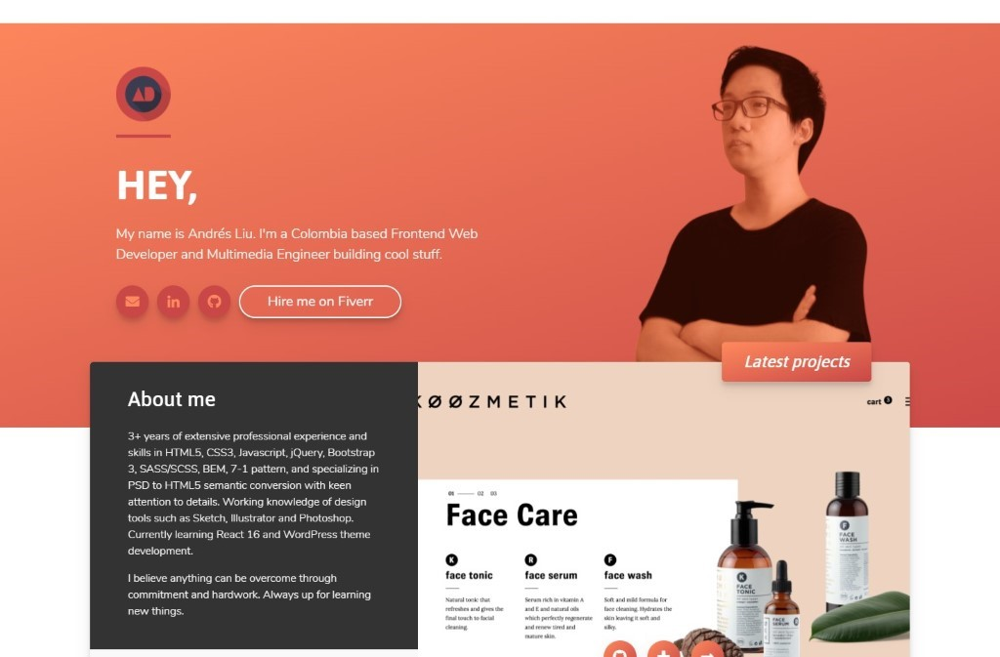 AD
HEY,
My name is Andrés Liu. I'm a Colombia based Frontend Web
Developer and Multimedia Engineer building cool stuff.
in
Hire me on Fiverr
Latest projects
About me
3+ years of extensive professional experience and
skills in HTML5, CSS3, Javascript, jQuery, Bootstrap
3, SASS/SCSS, BEM, 7-1 pattern, and specializing in
PSD to HTML5 semantic conversion with keen
attention to details. Working knowledge of design
tools such as Sketch, Illustrator and Photoshop.
Currently learning React 16 and WordPress theme
development.
I believe anything can be overcome through
commitment and hardwork. Always up for learning
new things.
KØØZMETIK
cart
01 02 03
Face Care
K
face tonic
Natural tonic that
refreshes and gives the
final touch to facial
cleaning.
R
face serum
Serum rich in vitamin A
and E and natural oils
which perfectly regenerate
and renew tired and
mature skin.
F
face wash
Soft and mild formula for
face cleaning. Hydrates the
skin leaving it soft and
silky.
K
FACE
TONIC
FACE
SERUM
F
FACE
WASH